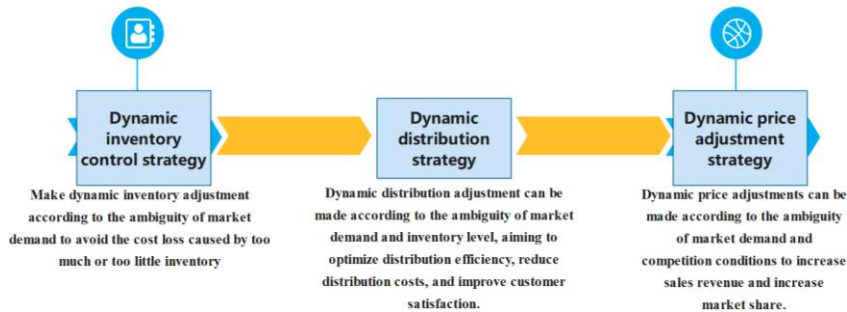 Dynamic
inventory
control strategy
Make dynamic inventory adjustment
according to the ambiguity of market
demand to avoid the cost loss caused by too
much or too little inventory
Dynamic
distribution
strategy
Dynamic distribution adjustment can be
made according to the ambiguity of market
demand and inventory level, aiming to
optimize distribution efficiency, reduce
distribution costs, and improve customer
satisfaction.
Dynamic price
adjustment
strategy
Dynamic price adjustments can be
made according to the ambiguity
of market demand and
competition conditions to increase
sales revenue and increase
market share.